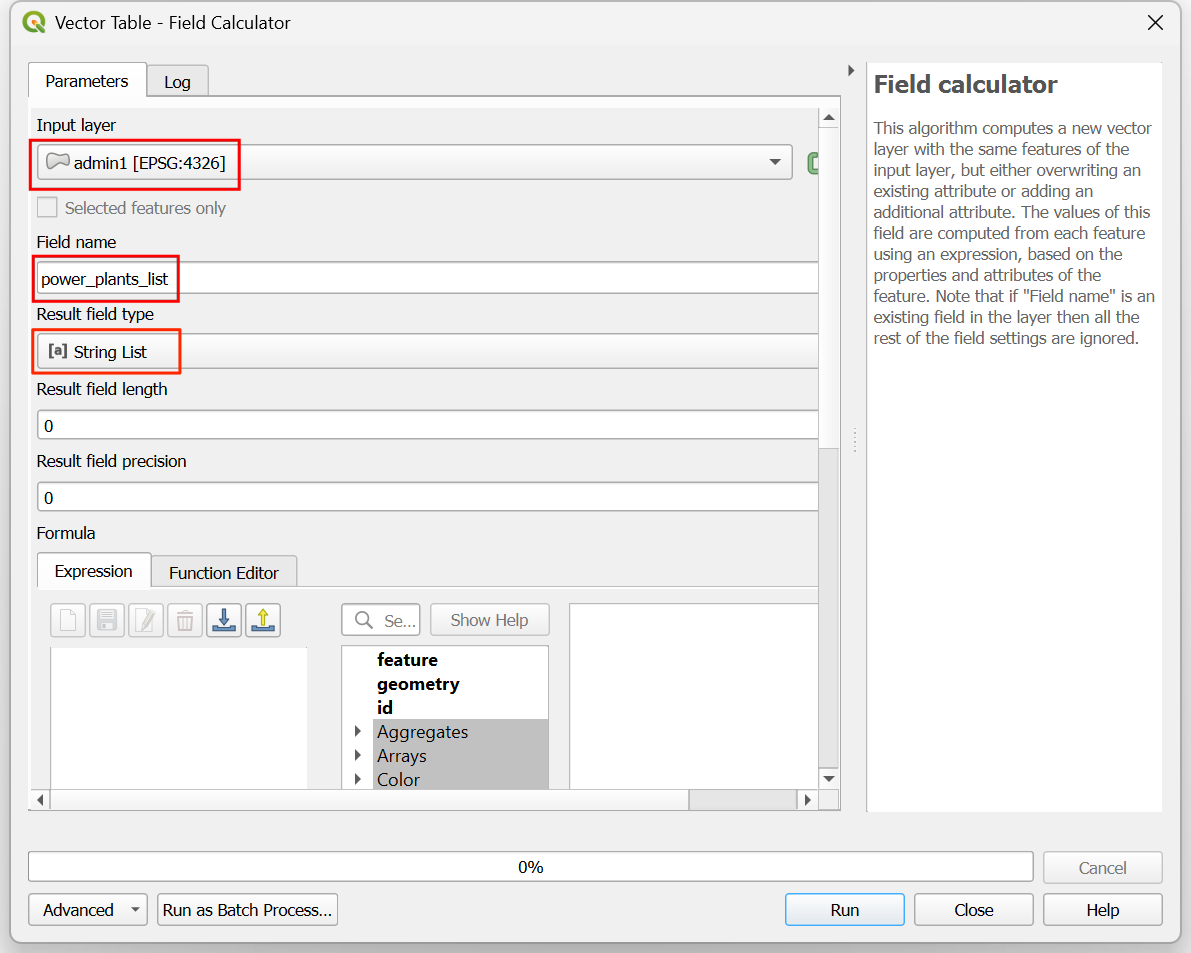 Vector Table - Field Calculator
Parameters
Log
Input layer
admin1 [EPSG:4326]
Selected features only
Field name
power_plants_list
Result field type
[a] String List
Result field length
0
Result field precision
0
Formula
Expression
Function Editor
Se...
Show Help
feature
geometry
id
Aggregates
Arrays
Color
Field calculator
This algorithm computes a new vector
layer with the same features of the
input layer, but either overwriting an
existing attribute or adding an
additional attribute. The values of this
field are computed from each feature
using an expression, based on the
properties and attributes of the
feature. Note that if "Field name" is an
existing field in the layer then all the
rest of the field settings are ignored.
0%
Cancel
Advanced
Run as Batch Process...
Run
Close
Help